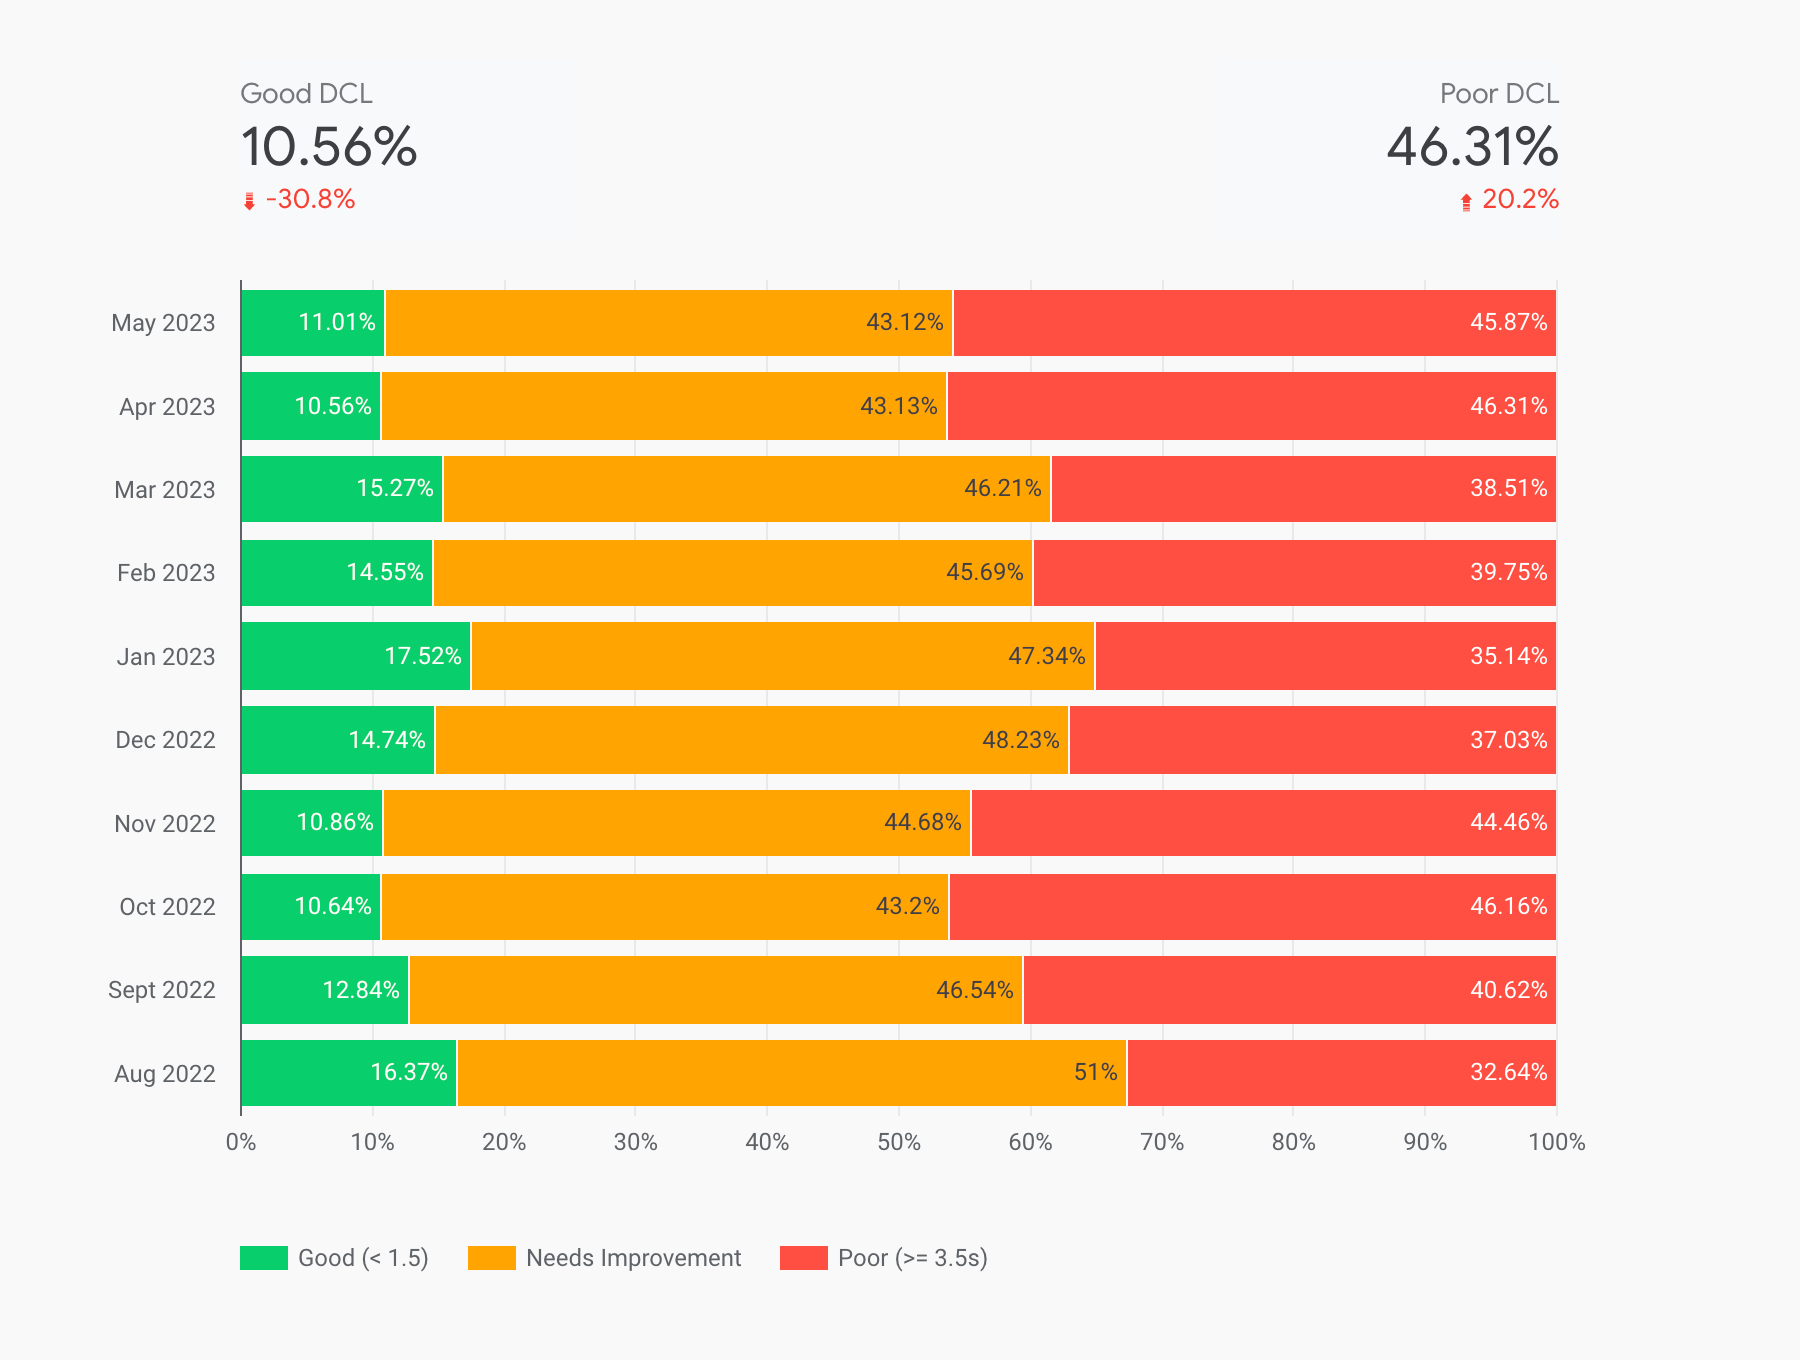 Good DCL
10.56%
-30.8%
Poor DCL
46.31%
20.2%
May 2023 11.01% 43.12% 45.87%
Apr 2023 10.56% 43.13% 46.31%
Mar 2023 15.27% 46.21% 38.51%
Feb 2023 14.55% 45.69% 39.75%
Jan 2023 17.52% 47.34% 35.14%
Dec 2022 14.74% 48.23% 37.03%
Nov 2022 10.86% 44.68% 44.46%
Oct 2022 10.64% 43.2% 46.16%
Sept 2022 12.84% 46.54% 40.62%
Aug 2022 16.37% 51% 32.64%
0% 10% 20% 30% 40% 50% 60% 70% 80% 90% 100%
Good (< 1.5) Needs Improvement Poor (>= 3.5s)